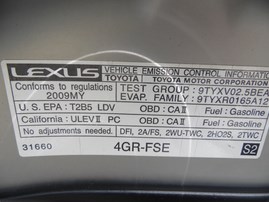 LEXUS VEHICLE EMISSION CONTROL INFORMATION
TOYOTA TOYOTA MOTOR CORPORATION
Conforms to regulations TEST GROUP : 9TYXV02.5BEA
2009MY EVAP. FAMILY : 9TYXR0165A12
U. S. EPA : T2B5 LDV OBD : CAⅡ Fuel : Gasoline
California : ULEVⅡ PC OBD : CAⅡ Fuel : Gasoline
No adjustments needed. DFI, 2A/FS, 2WU-TWC, 2HO2S, 2TWC
31660 4GR-FSE S2